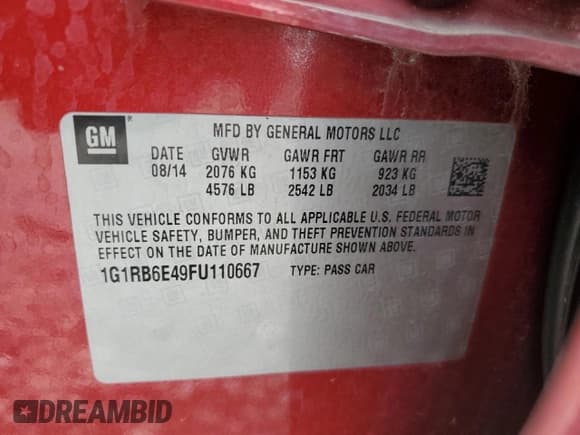 GM
MFD BY GENERAL MOTORS LLC
DATE GVWR GAWR FRT GAWR RR
08/14 2076 KG 1153 KG 923 KG
4576 LB 2542 LB 2034 LB
THIS VEHICLE CONFORMS TO ALL APPLICABLE U.S. FEDERAL MOTOR
VEHICLE SAFETY, BUMPER, AND THEFT PREVENTION STANDARDS IN
EFFECT ON THE DATE OF MANUFACTURE SHOWN ABOVE.
1G1RB6E49FU110667 TYPE: PASS CAR
DREAMBID